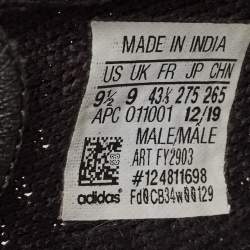 MADE IN INDIA
US UK FR JP CHN
9½ 9 43⅓ 275 265
APC 011001 12/19
MALE/MALE
ART FY2903
#124811698
adidas® Fd0CB34w00129